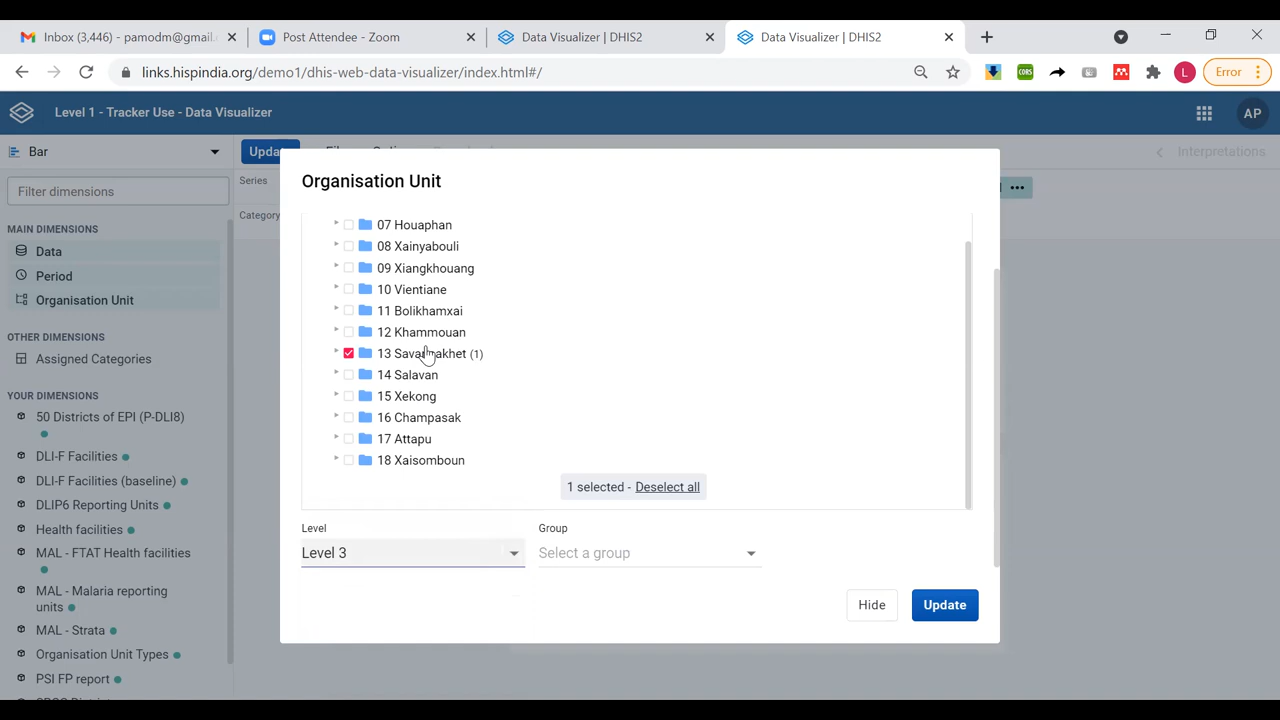 Inbox (3,446) - pamodm@gmail.
Post Attendee - Zoom
Data Visualizer | DHIS2
Data Visualizer | DHIS2
links.hispindia.org/demo1/dhis-web-data-visualizer/index.html#/
CORS
L
Error
Level 1 - Tracker Use - Data Visualizer
AP
Bar
Filter dimensions
MAIN DIMENSIONS
Data
Period
Organisation Unit
OTHER DIMENSIONS
Assigned Categories
YOUR DIMENSIONS
50 Districts of EPI (P-DLI8)
DLI-F Facilities
DLI-F Facilities (baseline)
DLIP6 Reporting Units
Health facilities
MAL - FTAT Health facilities
MAL - Malaria reporting
units
MAL - Strata
Organisation Unit Types
PSI FP report
Series
Category
Interpretations
Organisation Unit
07 Houaphan
08 Xainyabouli
09 Xiangkhouang
10 Vientiane
11 Bolikhamxai
12 Khammouan
13 Savannakhet (1)
14 Salavan
15 Xekong
16 Champasak
17 Attapu
18 Xaisomboun
1 selected - Deselect all
Level
Level 3
Group
Select a group
Hide
Update